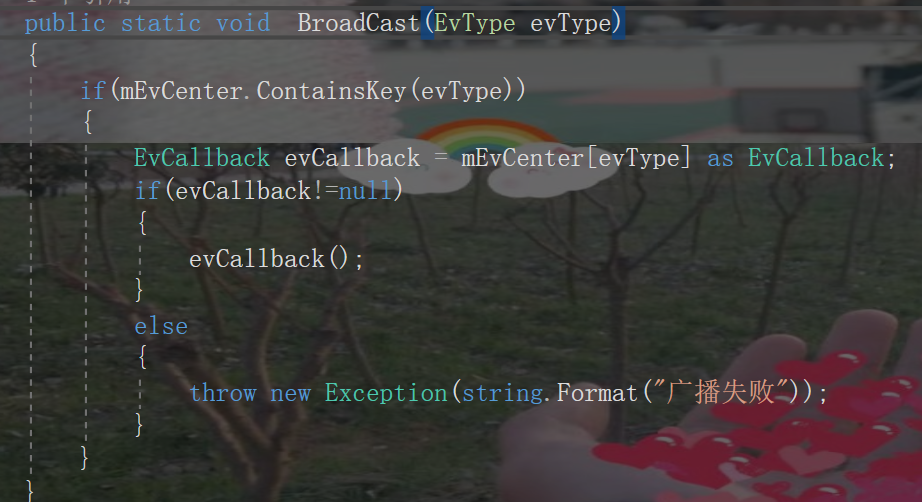 public static void BroadCast(EvType evType)
{
if(mEvCenter.ContainsKey(evType))
{
EvCallback evCallback = mEvCenter[evType] as EvCallback;
if(evCallback!=null)
{
evCallback();
}
else
{
throw new Exception(string.Format("广播失败"));
}
}
}